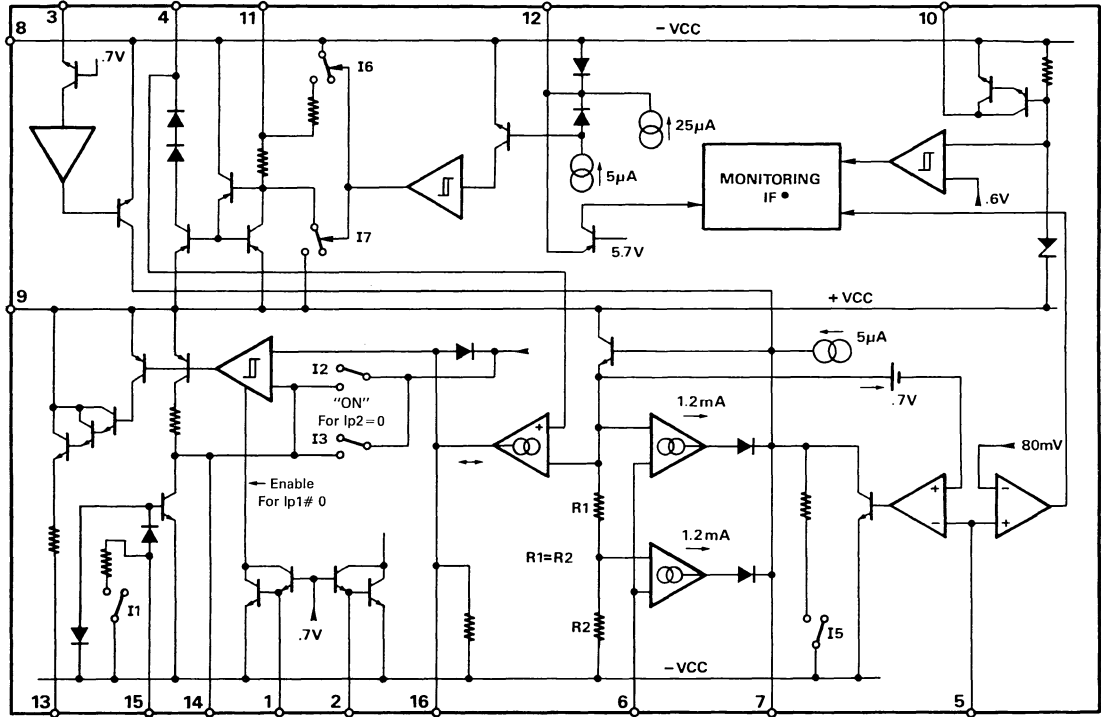 3
4
11
12
10
8
− VCC
.7V
I6
25µA
5µA
MONITORING
IF •
.6V
I7
5.7V
9
+ VCC
5µA
I2
"ON"
For Ip2=0
I3
1.2mA
.7V
+
80mV
← Enable
For Ip1# 0
R1
+
−
−
+
R1=R2
1.2mA
I1
.7V
R2
I5
− VCC
13
15
14
1
2
16
6
7
5